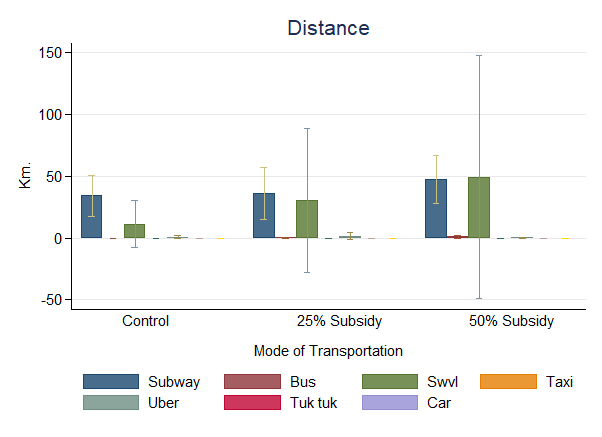 Distance
150
100
50
0
-50
Km.
Control 25% Subsidy 50% Subsidy
Mode of Transportation
Subway Bus Swvl Taxi
Uber Tuk tuk Car